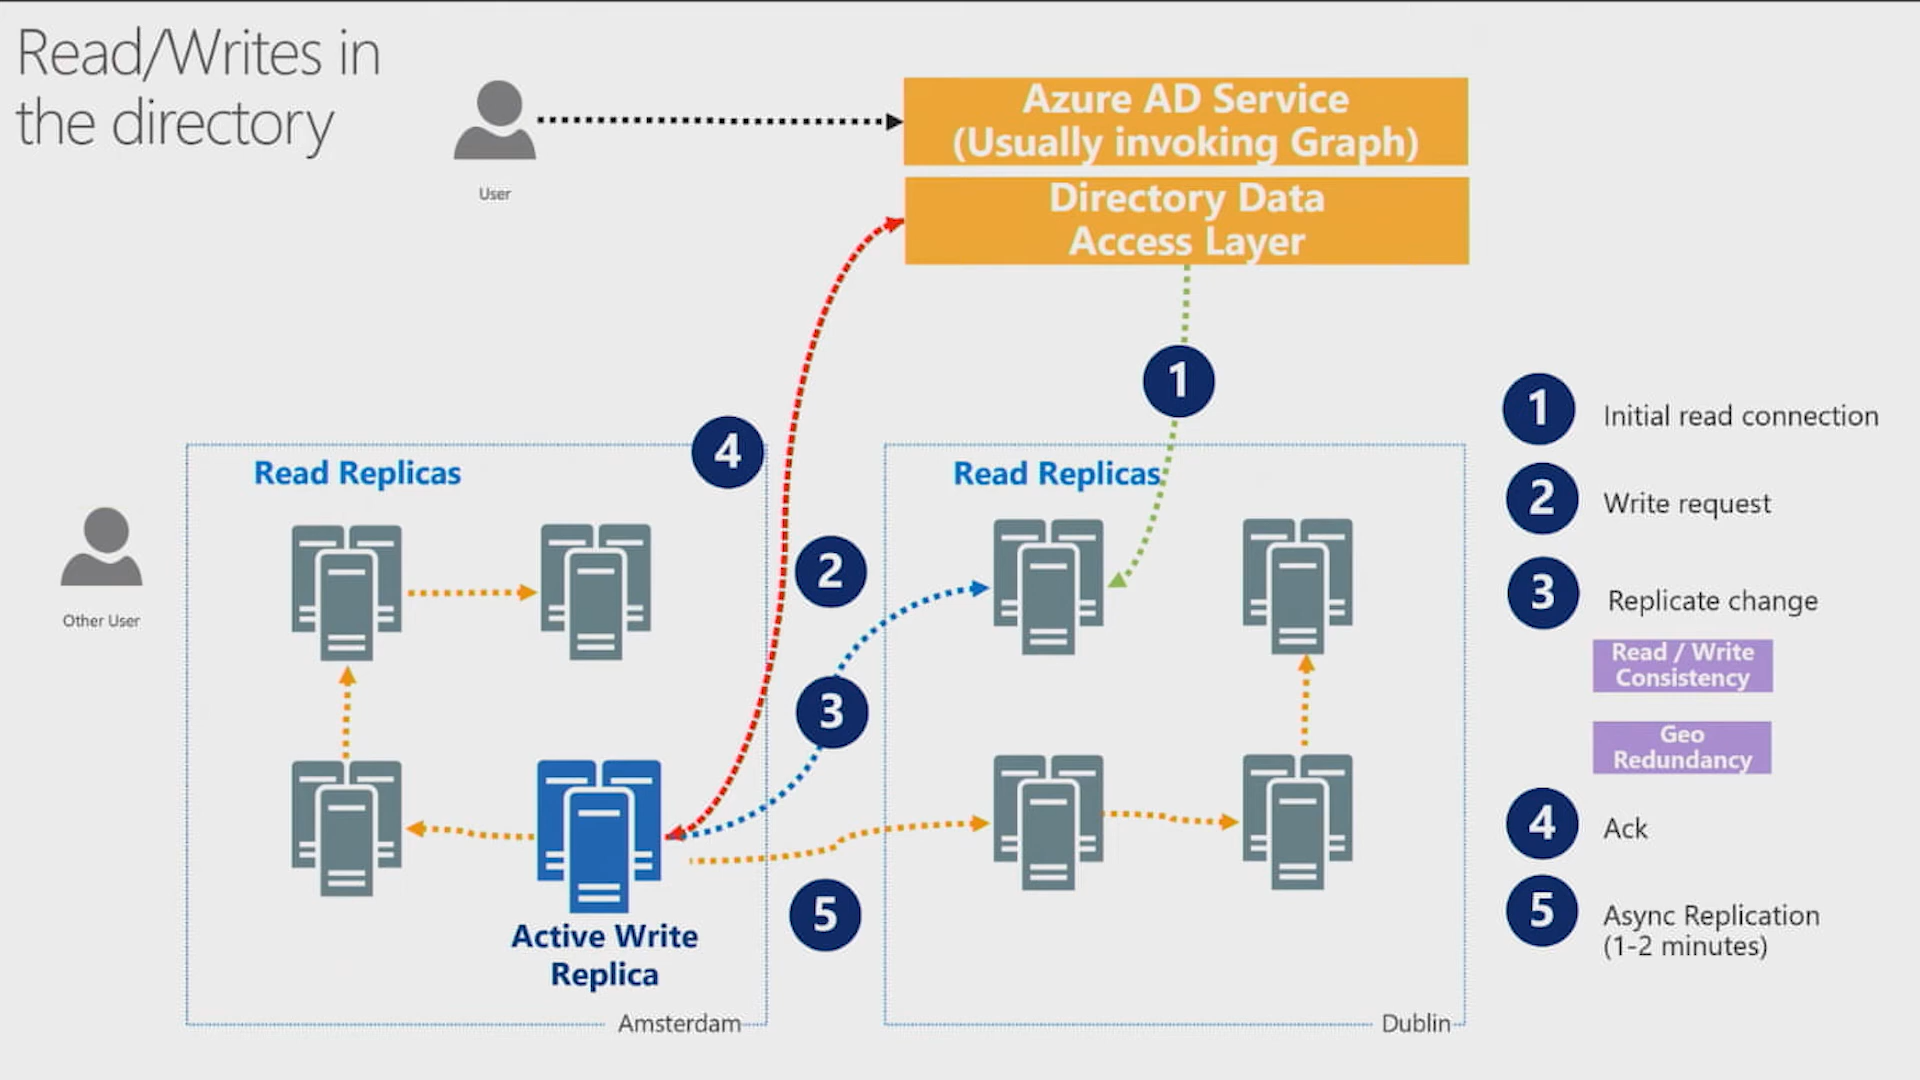 Read/Writes in
the directory
User
Azure AD Service
(Usually invoking Graph)
Directory Data
Access Layer
1
4
Read Replicas
2
3
5
Active Write
Replica
Amsterdam
Other User
Read Replicas
Dublin
1 Initial read connection
2 Write request
3 Replicate change
Read / Write
Consistency
Geo
Redundancy
4 Ack
5 Async Replication
(1-2 minutes)